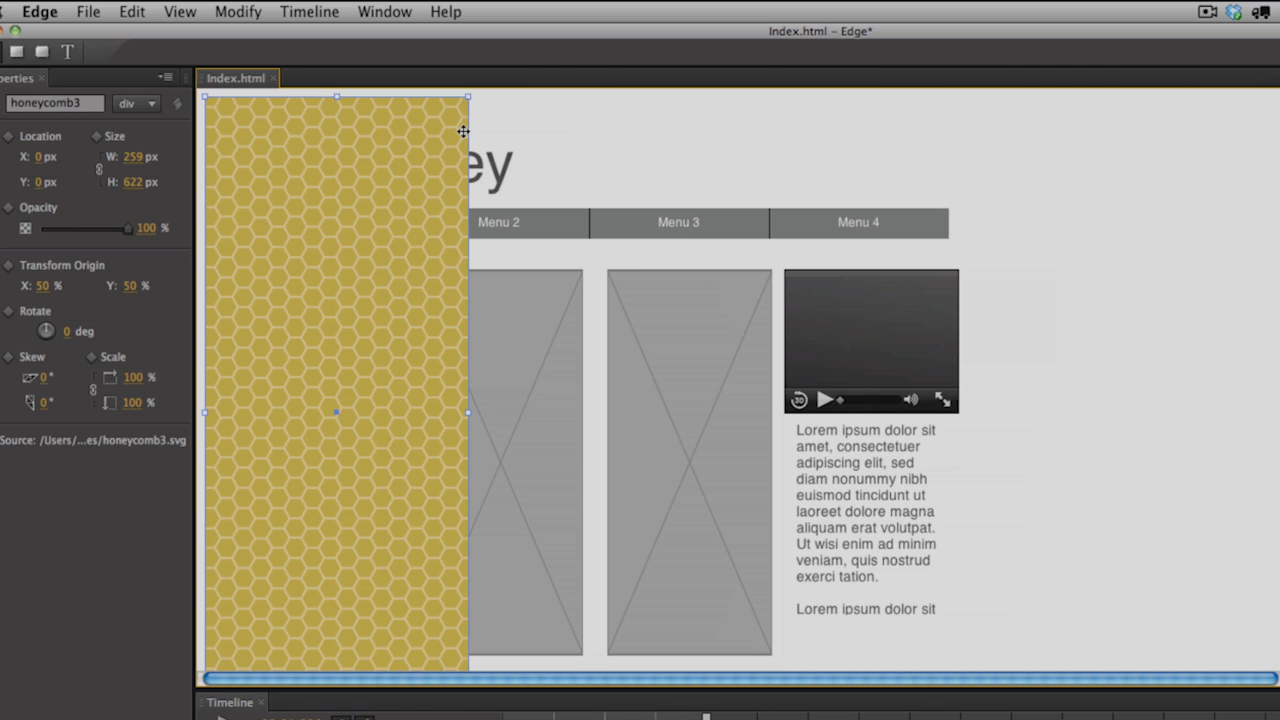 Edge File Edit View Modify Timeline Window Help
Index.html – Edge*
T
perties ×
Index.html ×
honeycomb3 div
Location Size
X: 0 px W: 259 px
Y: 0 px H: 622 px
Opacity
100 %
Transform Origin
X: 50 % Y: 50 %
Rotate
0 deg
Skew Scale
0° 100 %
0° 100 %
Source: /Users/...es/honeycomb3.svg
ey
Menu 2 Menu 3 Menu 4
30
Lorem ipsum dolor sit
amet, consectetuer
adipiscing elit, sed
diam nonummy nibh
euismod tincidunt ut
laoreet dolore magna
aliquam erat volutpat.
Ut wisi enim ad minim
veniam, quis nostrud
exerci tation.
Lorem ipsum dolor sit
Timeline ×